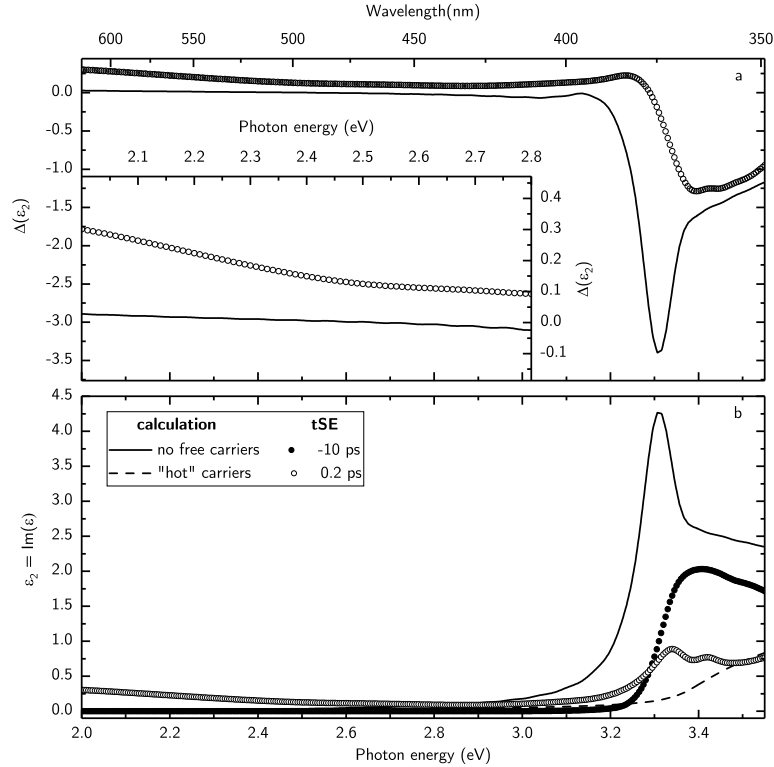 Wavelength(nm)
600 550 500 450 400 350
a
0.0
-0.5
-1.0
-1.5
-2.0
-2.5
-3.0
-3.5
Δ(ε₂)
Photon energy (eV)
2.1 2.2 2.3 2.4 2.5 2.6 2.7 2.8
0.4
0.3
0.2
0.1
0.0
-0.1
Δ(ε₂)
b
4.5
4.0
3.5
3.0
2.5
2.0
1.5
1.0
0.5
0.0
ε₂ = Im(ε)
calculation tSE
no free carriers -10 ps
"hot" carriers 0.2 ps
2.0 2.2 2.4 2.6 2.8 3.0 3.2 3.4
Photon energy (eV)